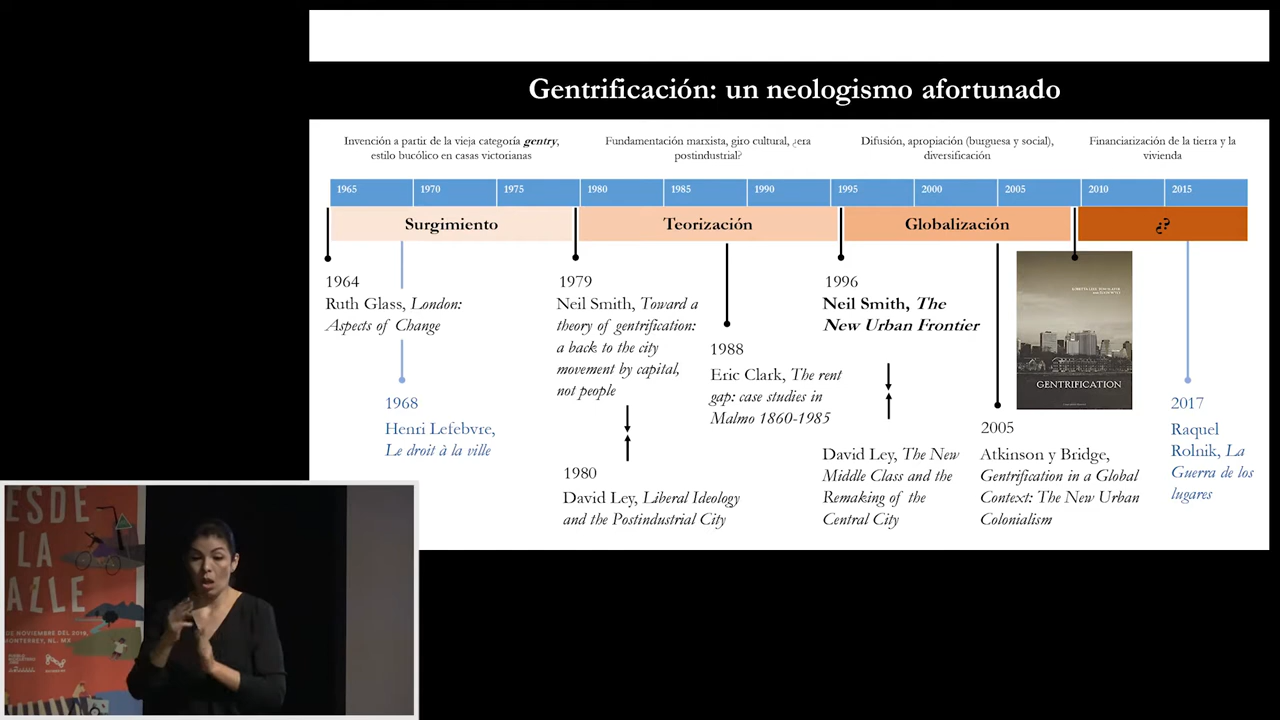 Gentrificación: un neologismo afortunado
Invención a partir de la vieja categoría gentry,
estilo bucólico en casas victorianas
Fundamentación marxista, giro cultural, ¿era
postindustrial?
Difusión, apropiación (burguesa y social),
diversificación
Financiarización de la tierra y la
vivienda
1965
1970
1975
1980
1985
1990
1995
2000
2005
2010
2015
Surgimiento
Teorización
Globalización
¿?
1964
Ruth Glass, London:
Aspects of Change
1968
Henri Lefebvre,
Le droit à la ville
1979
Neil Smith, Toward a
theory of gentrification:
a back to the city
movement by capital,
not people
1980
David Ley, Liberal Ideology
and the Postindustrial City
1988
Eric Clark, The rent
gap: case studies in
Malmo 1860-1985
1996
Neil Smith, The
New Urban Frontier
David Ley, The New
Middle Class and the
Remaking of the
Central City
GENTRIFICATION
2005
Atkinson y Bridge,
Gentrification in a Global
Context: The New Urban
Colonialism
2017
Raquel
Rolnik, La
Guerra de los
lugares
ESDE
LA
ALLE
DE NOVIEMBRE DEL 2019,
MONTERREY, NL. MX